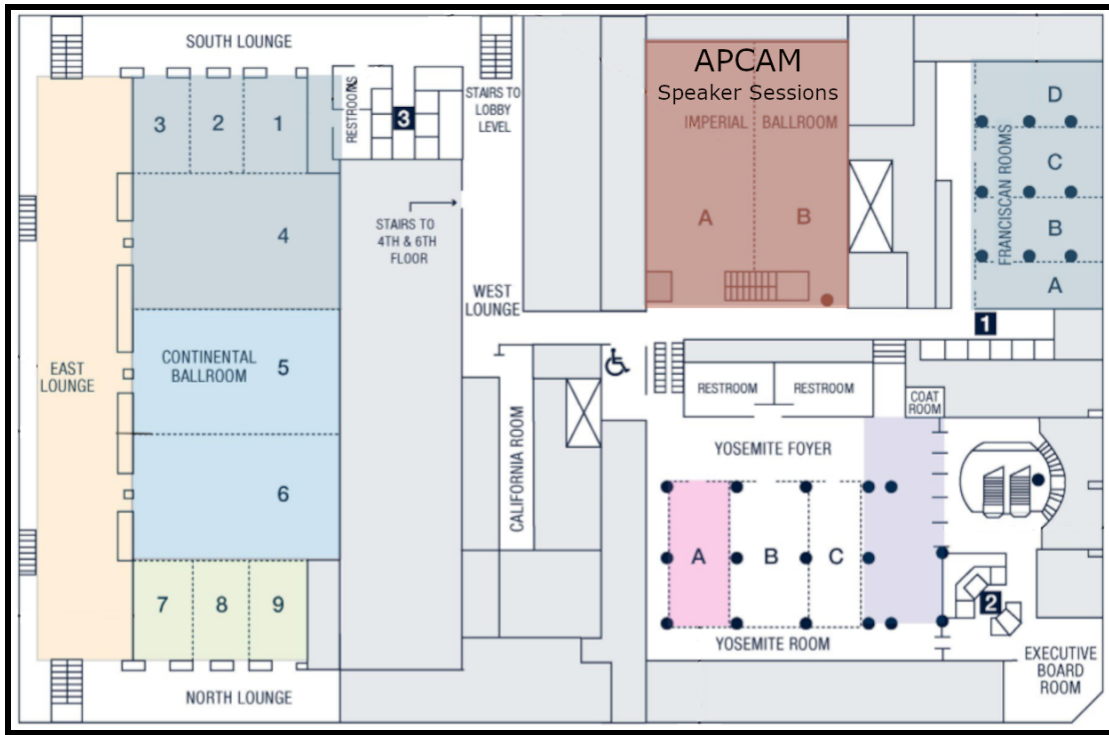 SOUTH LOUNGE
3
2
1
RESTROOMS
3
STAIRS TO
LOBBY
LEVEL
4
STAIRS TO
4TH & 6TH
FLOOR
WEST
LOUNGE
EAST
LOUNGE
CONTINENTAL
BALLROOM
5
6
7
8
9
NORTH LOUNGE
CALIFORNIA ROOM
APCAM
Speaker Sessions
IMPERIAL BALLROOM
A
B
FRANCISCAN ROOMS
D
C
B
A
1
RESTROOM
RESTROOM
COAT
ROOM
YOSEMITE FOYER
A
B
C
YOSEMITE ROOM
2
EXECUTIVE
BOARD
ROOM